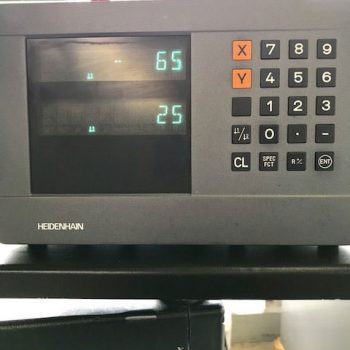 65
µ
25
µ
X 7 8 9
Y 4 5 6
1 2 3
µ/µ 0 · -
CL SPEC FCT R% ENT
HEIDENHAIN